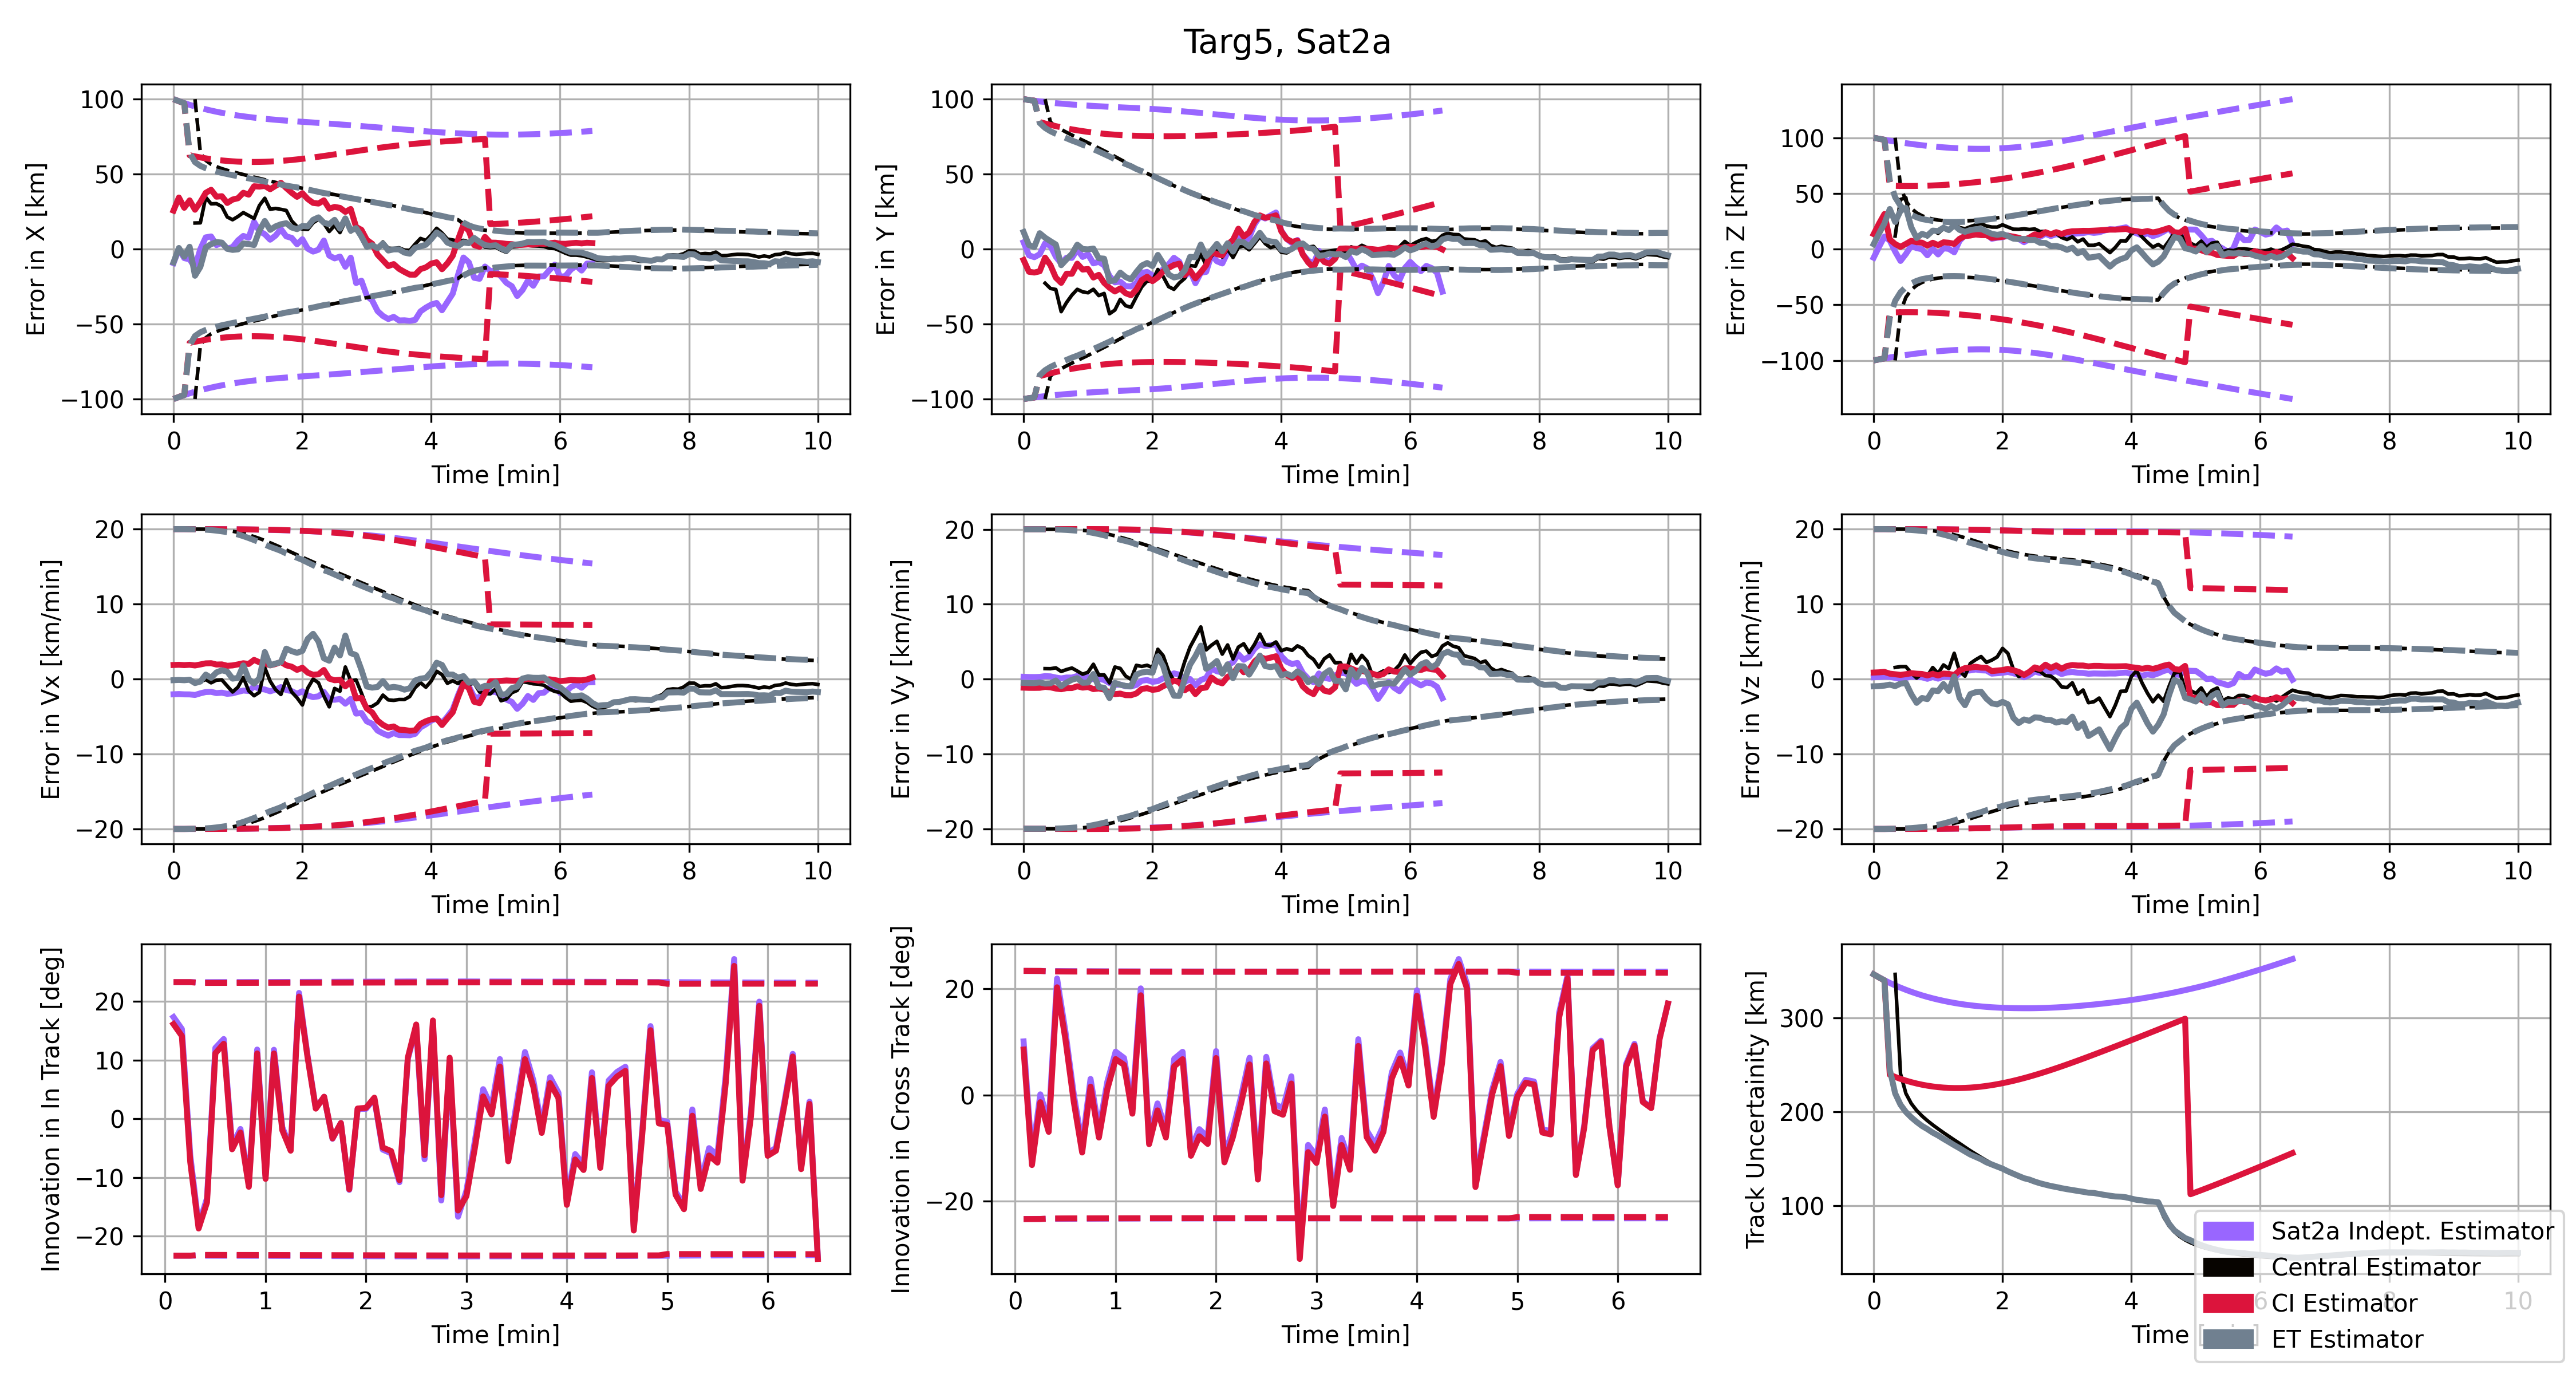 Targ5, Sat2a
Error in X [km]
100
50
0
−50
−100
0 2 4 6 8 10
Time [min]
Error in Y [km]
100
50
0
−50
−100
0 2 4 6 8 10
Time [min]
Error in Z [km]
100
50
0
−50
−100
0 2 4 6 8 10
Time [min]
Error in Vx [km/min]
20
10
0
−10
−20
0 2 4 6 8 10
Time [min]
Error in Vy [km/min]
20
10
0
−10
−20
0 2 4 6 8 10
Time [min]
Error in Vz [km/min]
20
10
0
−10
−20
0 2 4 6 8 10
Time [min]
Innovation in In Track [deg]
20
10
0
−10
−20
0 1 2 3 4 5 6
Time [min]
Innovation in Cross Track [deg]
20
0
−20
0 1 2 3 4 5 6
Time [min]
Track Uncertainity [km]
300
200
100
0 2 4 6 8 10
Time
Sat2a Indept. Estimator
Central Estimator
CI Estimator
ET Estimator